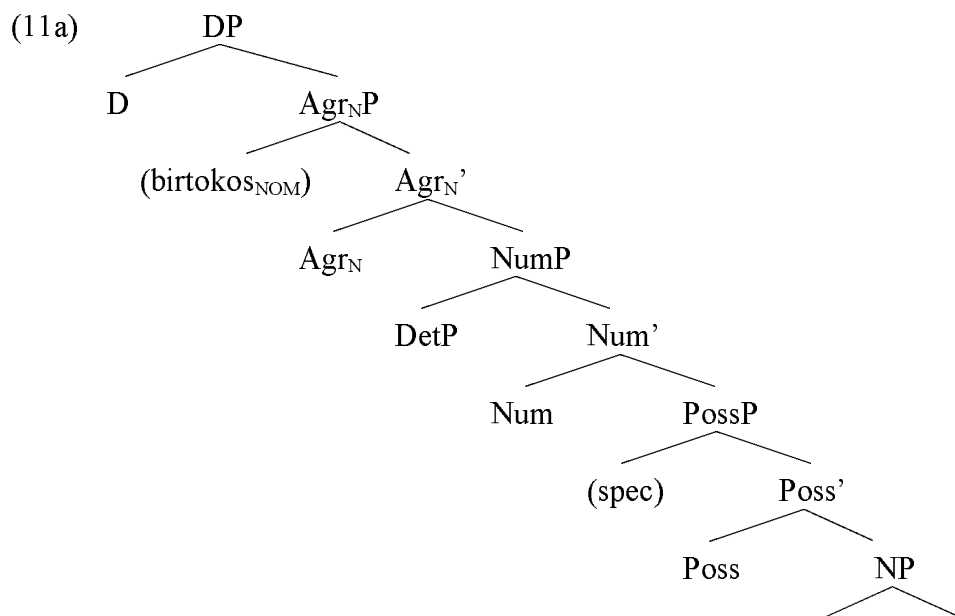 (11a) DP
D AgrNP
(birtokosNOM) AgrN’
AgrN NumP
DetP Num’
Num PossP
(spec) Poss’
Poss NP